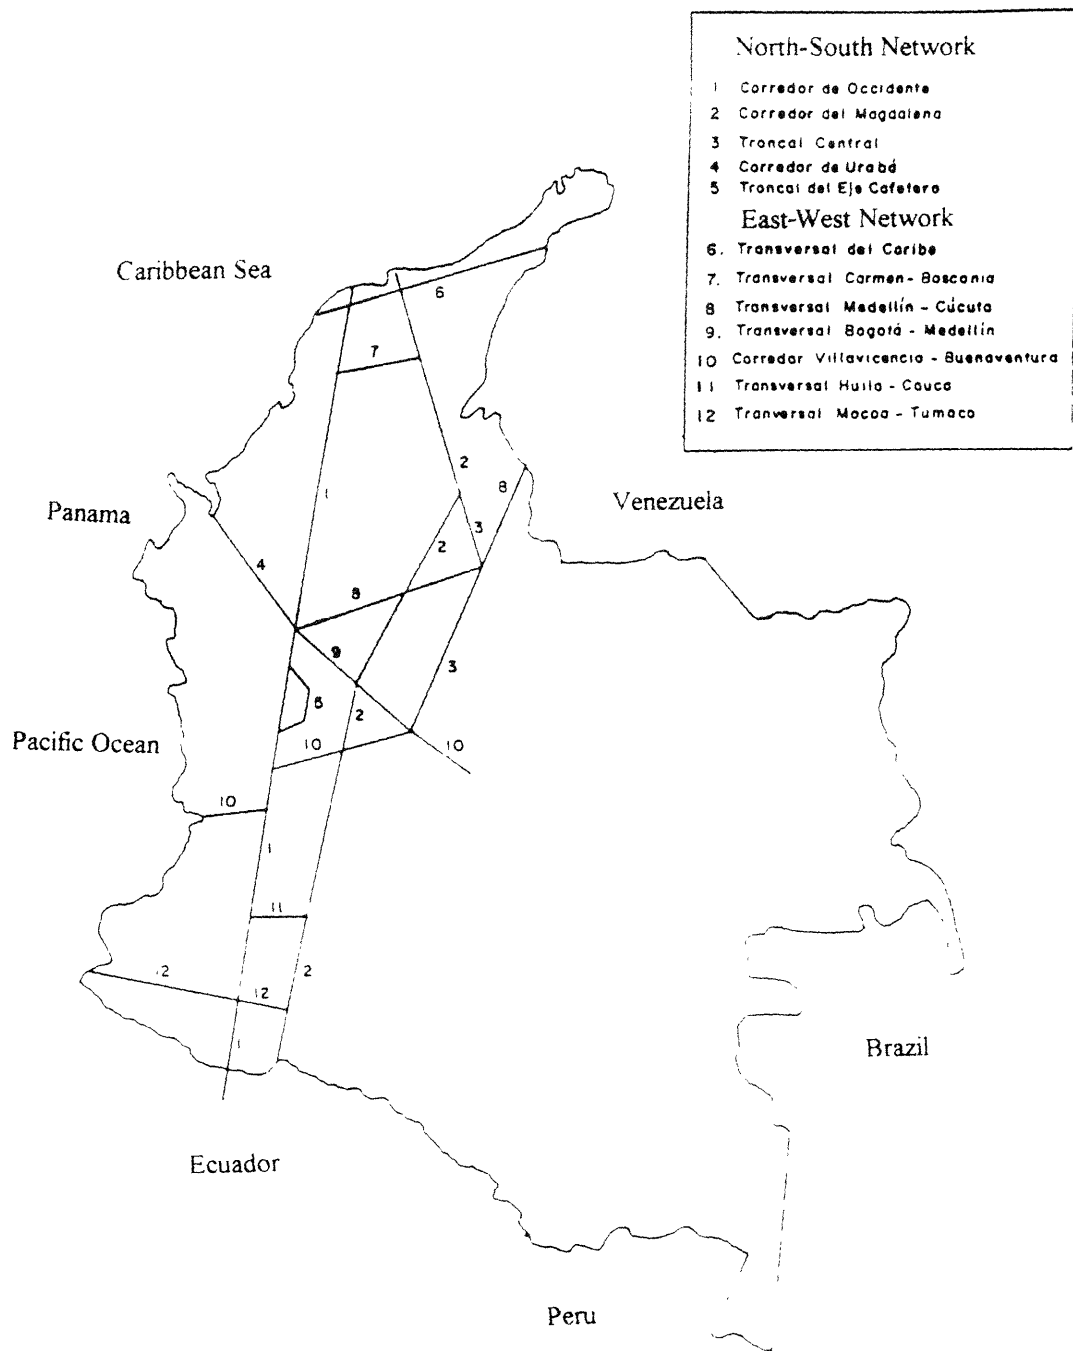 North-South Network
1 Corredor de Occidente
2 Corredor del Magdalena
3 Troncal Central
4 Corredor de Urabá
5 Troncal del Eje Cafetero
East-West Network
6. Transversal del Caribe
7. Transversal Carmen - Boscania
8 Transversal Medellín - Cúcuta
9. Transversal Bogotá - Medellín
10 Corredor Villavicencio - Buenaventura
11 Transversal Huila - Cauca
12 Tranversal Mocoa - Tumaco
Caribbean Sea
6
7
2
8
1
Panama
Venezuela
3
2
4
8
9
3
5
2
Pacific Ocean
10
10
10
1
11
12
2
12
1
Brazil
Ecuador
Peru